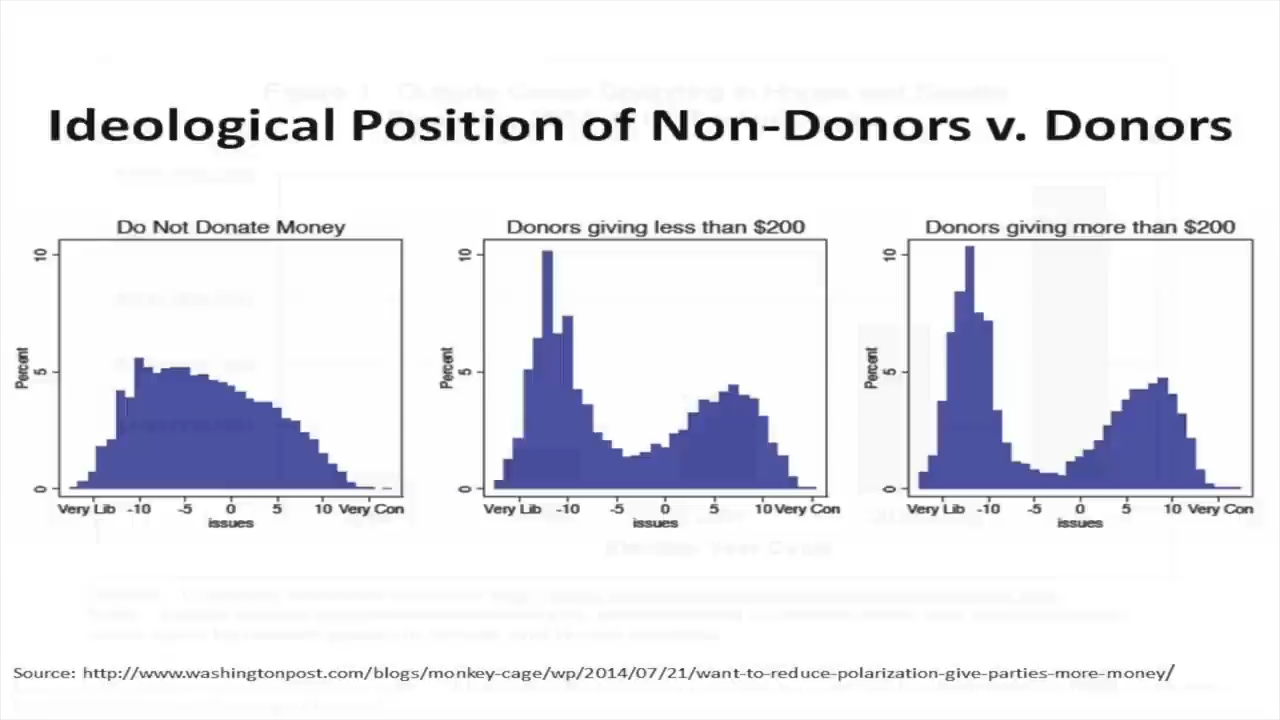 Ideological Position of Non-Donors v. Donors
Do Not Donate Money
Percent
10
5
0
Very Lib -10 -5 0 5 10 Very Con
issues
Donors giving less than $200
Percent
10
5
0
Very Lib -10 -5 0 5 10 Very Con
issues
Donors giving more than $200
Percent
10
5
0
Very Lib -10 -5 0 5 10 Very Con
issues
Source: http://www.washingtonpost.com/blogs/monkey-cage/wp/2014/07/21/want-to-reduce-polarization-give-parties-more-money/